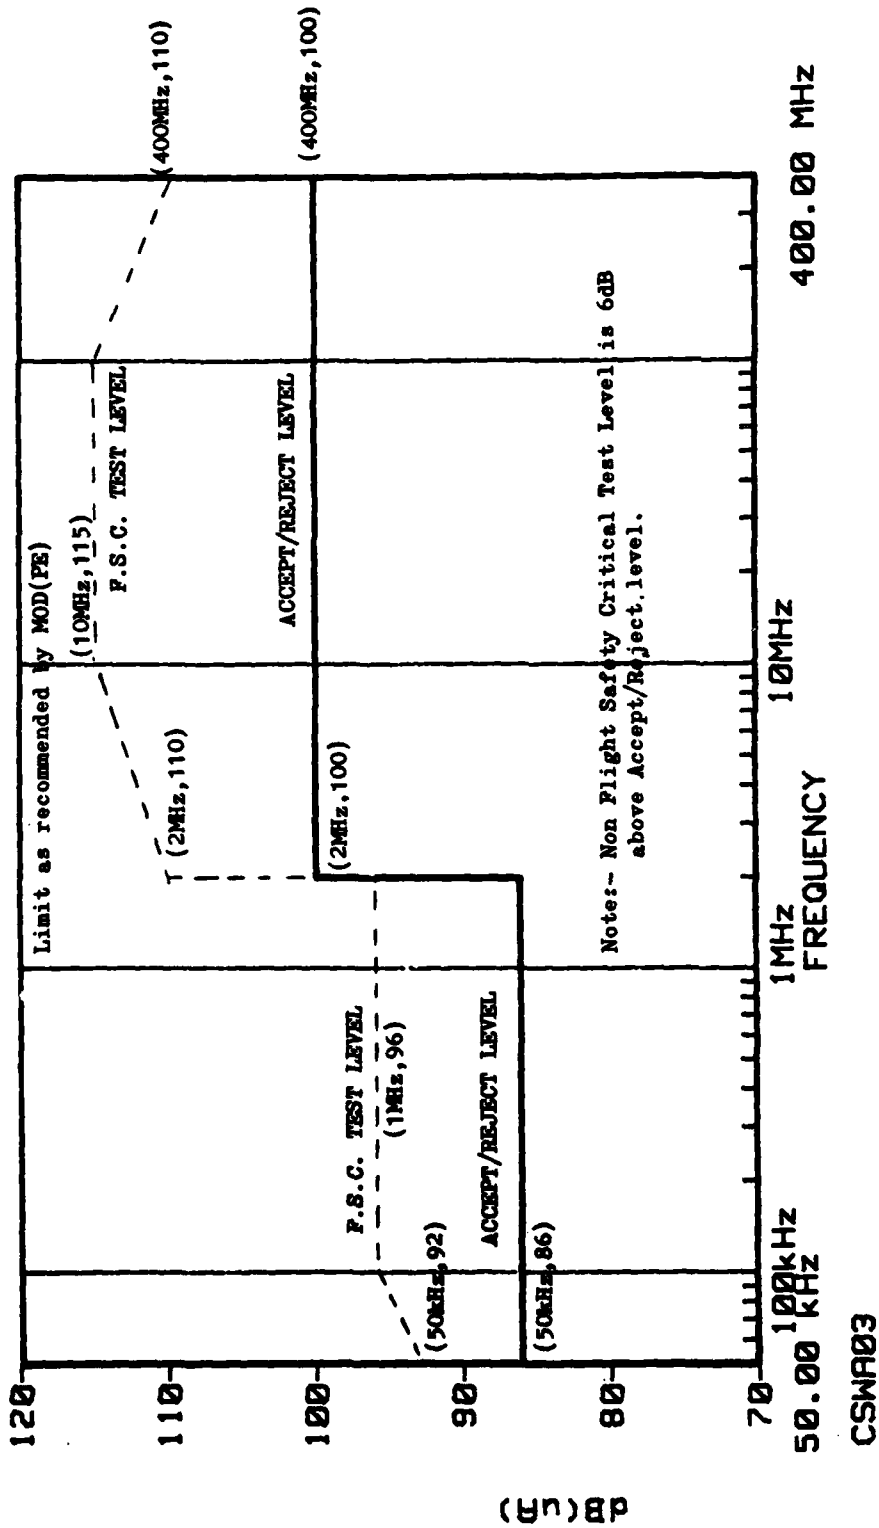 120
110
100
90
80
70
dB(uA)
Limit as recommended by MOD(PE)
(10MHz,115)
F.S.C. TEST LEVEL
(400MHz,110)
(2MHz,110)
ACCEPT/REJECT LEVEL
(400MHz,100)
(2MHz,100)
F.S.C. TEST LEVEL
(1MHz,96)
(50kHz,92)
ACCEPT/REJECT LEVEL
(50kHz,86)
Note:- Non Flight Safety Critical Test Level is 6dB
above Accept/Reject level.
100kHz
1MHz
10MHz
50.00 kHz
FREQUENCY
400.00 MHz
CSWA03